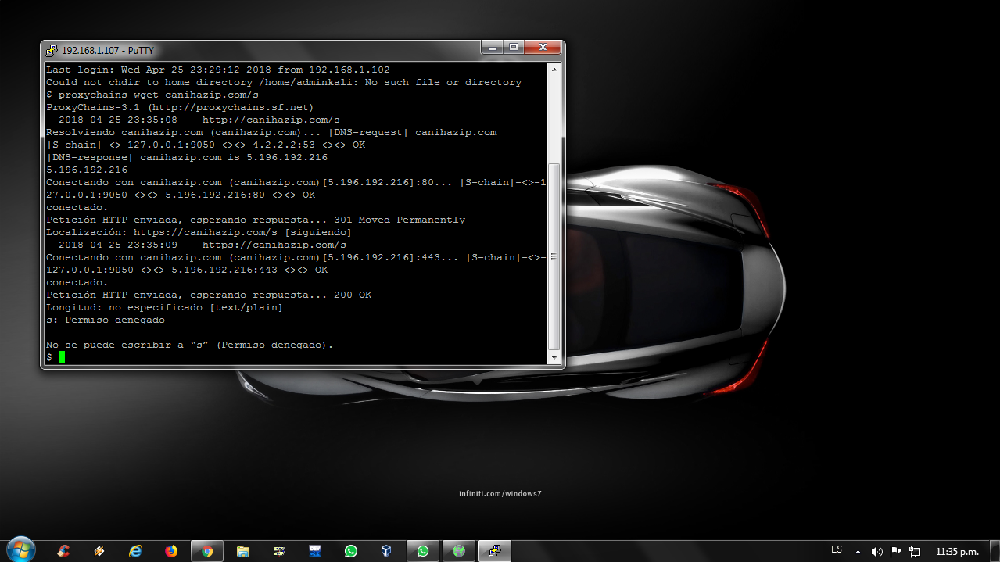 192.168.1.107 - PuTTY
Last login: Wed Apr 25 23:29:12 2018 from 192.168.1.102
Could not chdir to home directory /home/adminkali: No such file or directory
$ proxychains wget canihazip.com/s
ProxyChains-3.1 (http://proxychains.sf.net)
--2018-04-25 23:35:08--  http://canihazip.com/s
Resolviendo canihazip.com (canihazip.com)... |DNS-request| canihazip.com
|S-chain|-<>-127.0.0.1:9050-<><>-4.2.2.2:53-<><>-OK
|DNS-response| canihazip.com is 5.196.192.216
5.196.192.216
Conectando con canihazip.com (canihazip.com)[5.196.192.216]:80... |S-chain|-<>-1
27.0.0.1:9050-<><>-5.196.192.216:80-<><>-OK
conectado.
Petición HTTP enviada, esperando respuesta... 301 Moved Permanently
Localización: https://canihazip.com/s [siguiendo]
--2018-04-25 23:35:09--  https://canihazip.com/s
Conectando con canihazip.com (canihazip.com)[5.196.192.216]:443... |S-chain|-<>-
127.0.0.1:9050-<><>-5.196.192.216:443-<><>-OK
conectado.
Petición HTTP enviada, esperando respuesta... 200 OK
Longitud: no especificado [text/plain]
s: Permiso denegado
No se puede escribir a “s” (Permiso denegado).
$
infiniti.com/windows7
DEV
ES
11:35 p.m.